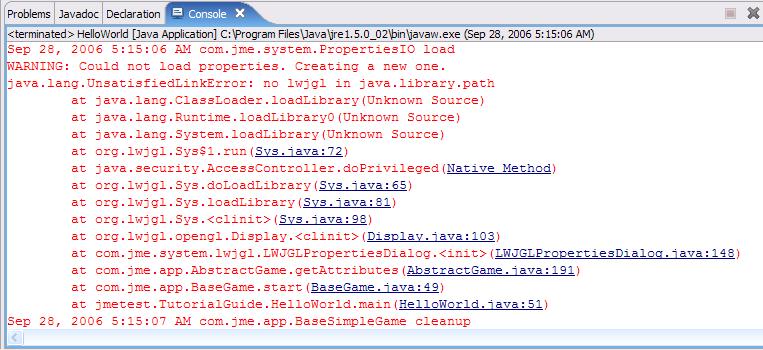 Problems Javadoc Declaration Console
<terminated> HelloWorld [Java Application] C:\Program Files\Java\jre1.5.0_02\bin\javaw.exe (Sep 28, 2006 5:15:06 AM)
Sep 28, 2006 5:15:06 AM com.jme.system.PropertiesIO load
WARNING: Could not load properties. Creating a new one.
java.lang.UnsatisfiedLinkError: no lwjgl in java.library.path
at java.lang.ClassLoader.loadLibrary(Unknown Source)
at java.lang.Runtime.loadLibrary0(Unknown Source)
at java.lang.System.loadLibrary(Unknown Source)
at org.lwjgl.Sys$1.run(Sys.java:72)
at java.security.AccessController.doPrivileged(Native Method)
at org.lwjgl.Sys.doLoadLibrary(Sys.java:65)
at org.lwjgl.Sys.loadLibrary(Sys.java:81)
at org.lwjgl.Sys.<clinit>(Sys.java:98)
at org.lwjgl.opengl.Display.<clinit>(Display.java:103)
at com.jme.system.lwjgl.LWJGLPropertiesDialog.<init>(LWJGLPropertiesDialog.java:148)
at com.jme.app.AbstractGame.getAttributes(AbstractGame.java:191)
at com.jme.app.BaseGame.start(BaseGame.java:49)
at jmetest.TutorialGuide.HelloWorld.main(HelloWorld.java:51)
Sep 28, 2006 5:15:07 AM com.jme.app.BaseSimpleGame cleanup